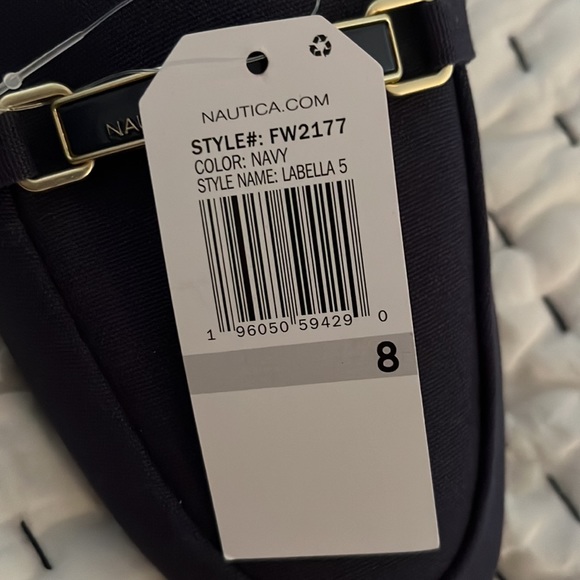 NAUTICA.COM
STYLE#: FW2177
COLOR: NAVY
STYLE NAME: LABELLA 5
1 96050 59429 0
8